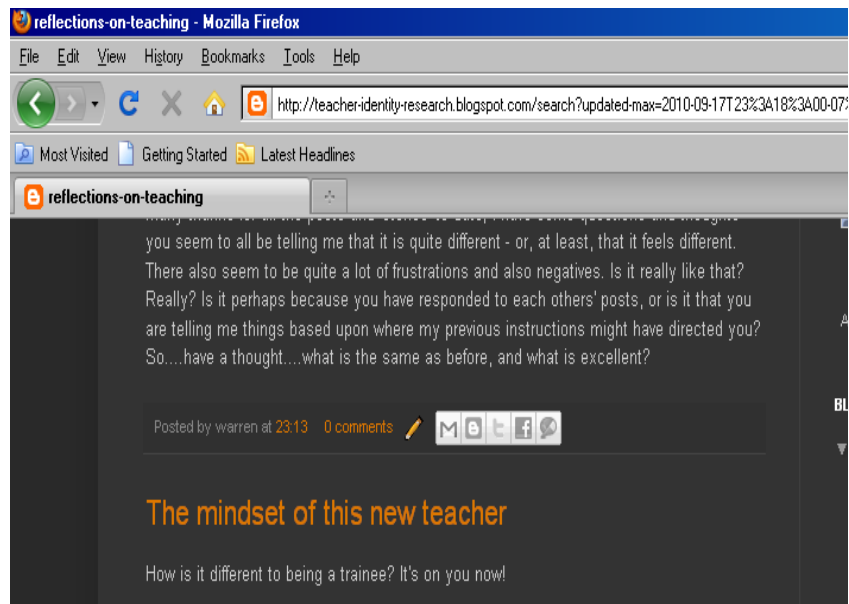 reflections-on-teaching - Mozilla Firefox
File Edit View History Bookmarks Tools Help
http://teacher-identity-research.blogspot.com/search?updated-max=2010-09-17T23%3A18%3A00-07%
Most Visited Getting Started Latest Headlines
reflections-on-teaching
you seem to all be telling me that it is quite different - or, at least, that it feels different.
There also seem to be quite a lot of frustrations and also negatives. Is it really like that?
Really? Is it perhaps because you have responded to each others' posts, or is it that you
are telling me things based upon where my previous instructions might have directed you?
So....have a thought....what is the same as before, and what is excellent?
Posted by warren at 23:13 0 comments
The mindset of this new teacher
How is it different to being a trainee? It's on you now!
A
BL